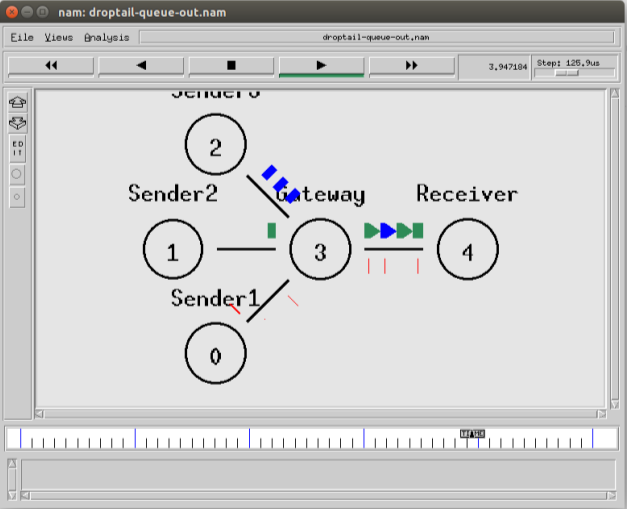 nam: droptail-queue-out.nam
File Views Analysis droptail-queue-out.nam
3.947184 Step: 125.9us
ED
IT
Sender3
2
Sender2 Gateway Receiver
1 3 4
Sender1
0
TIME